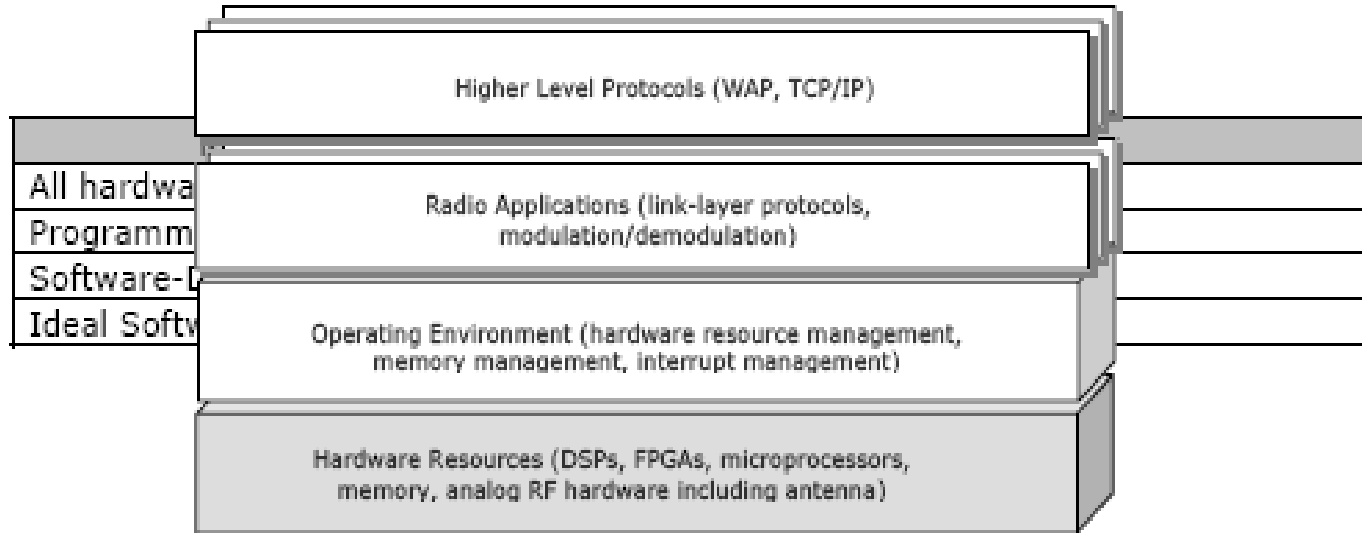 Higher Level Protocols (WAP, TCP/IP)
All hardwa
Radio Applications (link-layer protocols,
modulation/demodulation)
Programm
Software-D
Ideal Softw
Operating Environment (hardware resource management,
memory management, interrupt management)
Hardware Resources (DSPs, FPGAs, microprocessors,
memory, analog RF hardware including antenna)